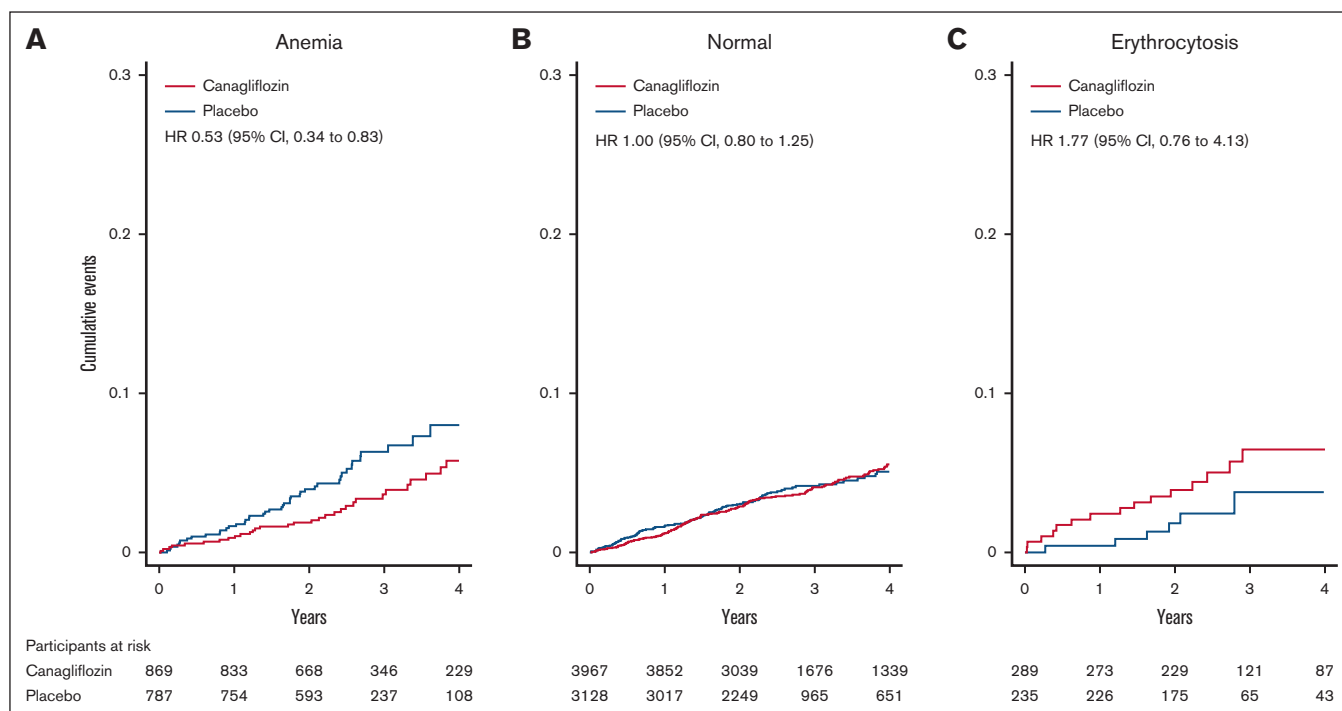 A Anemia
0.3
Canagliflozin
Placebo
HR 0.53 (95% CI, 0.34 to 0.83)
0.2
Cumulative events
0.1
0
0 1 2 3 4
Years
B Normal
0.3
Canagliflozin
Placebo
HR 1.00 (95% CI, 0.80 to 1.25)
0.2
0.1
0
0 1 2 3 4
Years
C Erythrocytosis
0.3
Canagliflozin
Placebo
HR 1.77 (95% CI, 0.76 to 4.13)
0.2
0.1
0
0 1 2 3 4
Years
Participants at risk
Canagliflozin 869 833 668 346 229 3967 3852 3039 1676 1339 289 273 229 121 87
Placebo 787 754 593 237 108 3128 3017 2249 965 651 235 226 175 65 43